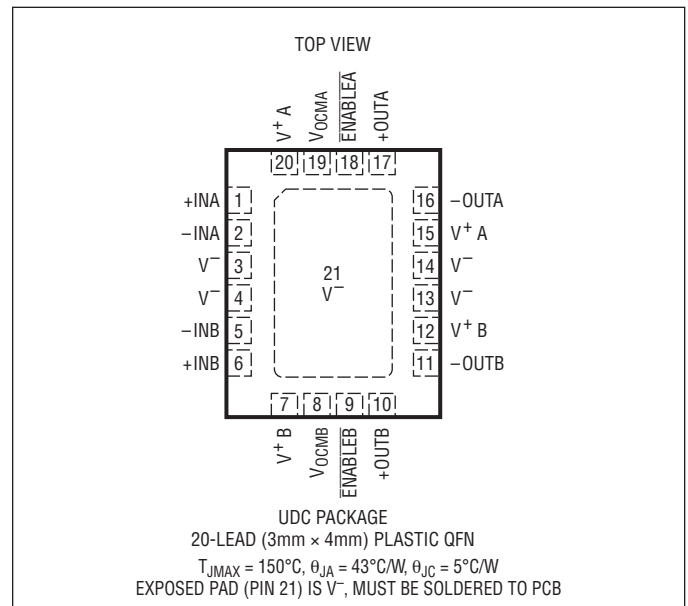 TOP VIEW
V+ A
VOCMA
ENABLEA
+OUTA
20 19 18 17
+INA 1
–INA 2
V– 3
V– 4
–INB 5
+INB 6
21
V–
16 –OUTA
15 V+ A
14 V–
13 V–
12 V+ B
11 –OUTB
7 8 9 10
V+ B
VOCMB
ENABLEB
+OUTB
UDC PACKAGE
20-LEAD (3mm × 4mm) PLASTIC QFN
TJMAX = 150°C, θJA = 43°C/W, θJC = 5°C/W
EXPOSED PAD (PIN 21) IS V–, MUST BE SOLDERED TO PCB